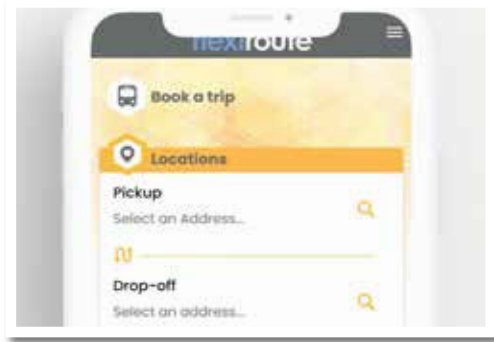 flexiroute
Book a trip
Locations
Pickup
Select an Address...
Drop-off
Select an address...